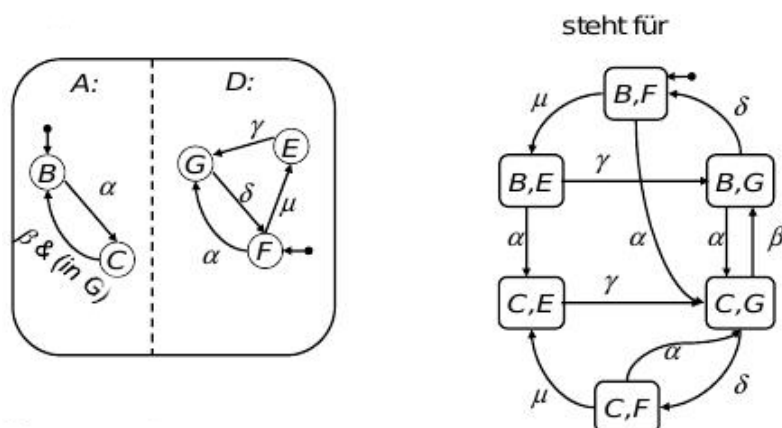 steht für
A:
D:
B
α
C
β & (in G)
γ
E
G
δ
μ
α
F
B,F
μ
δ
B,E
γ
B,G
α
α
α
β
C,E
γ
C,G
α
μ
δ
C,F